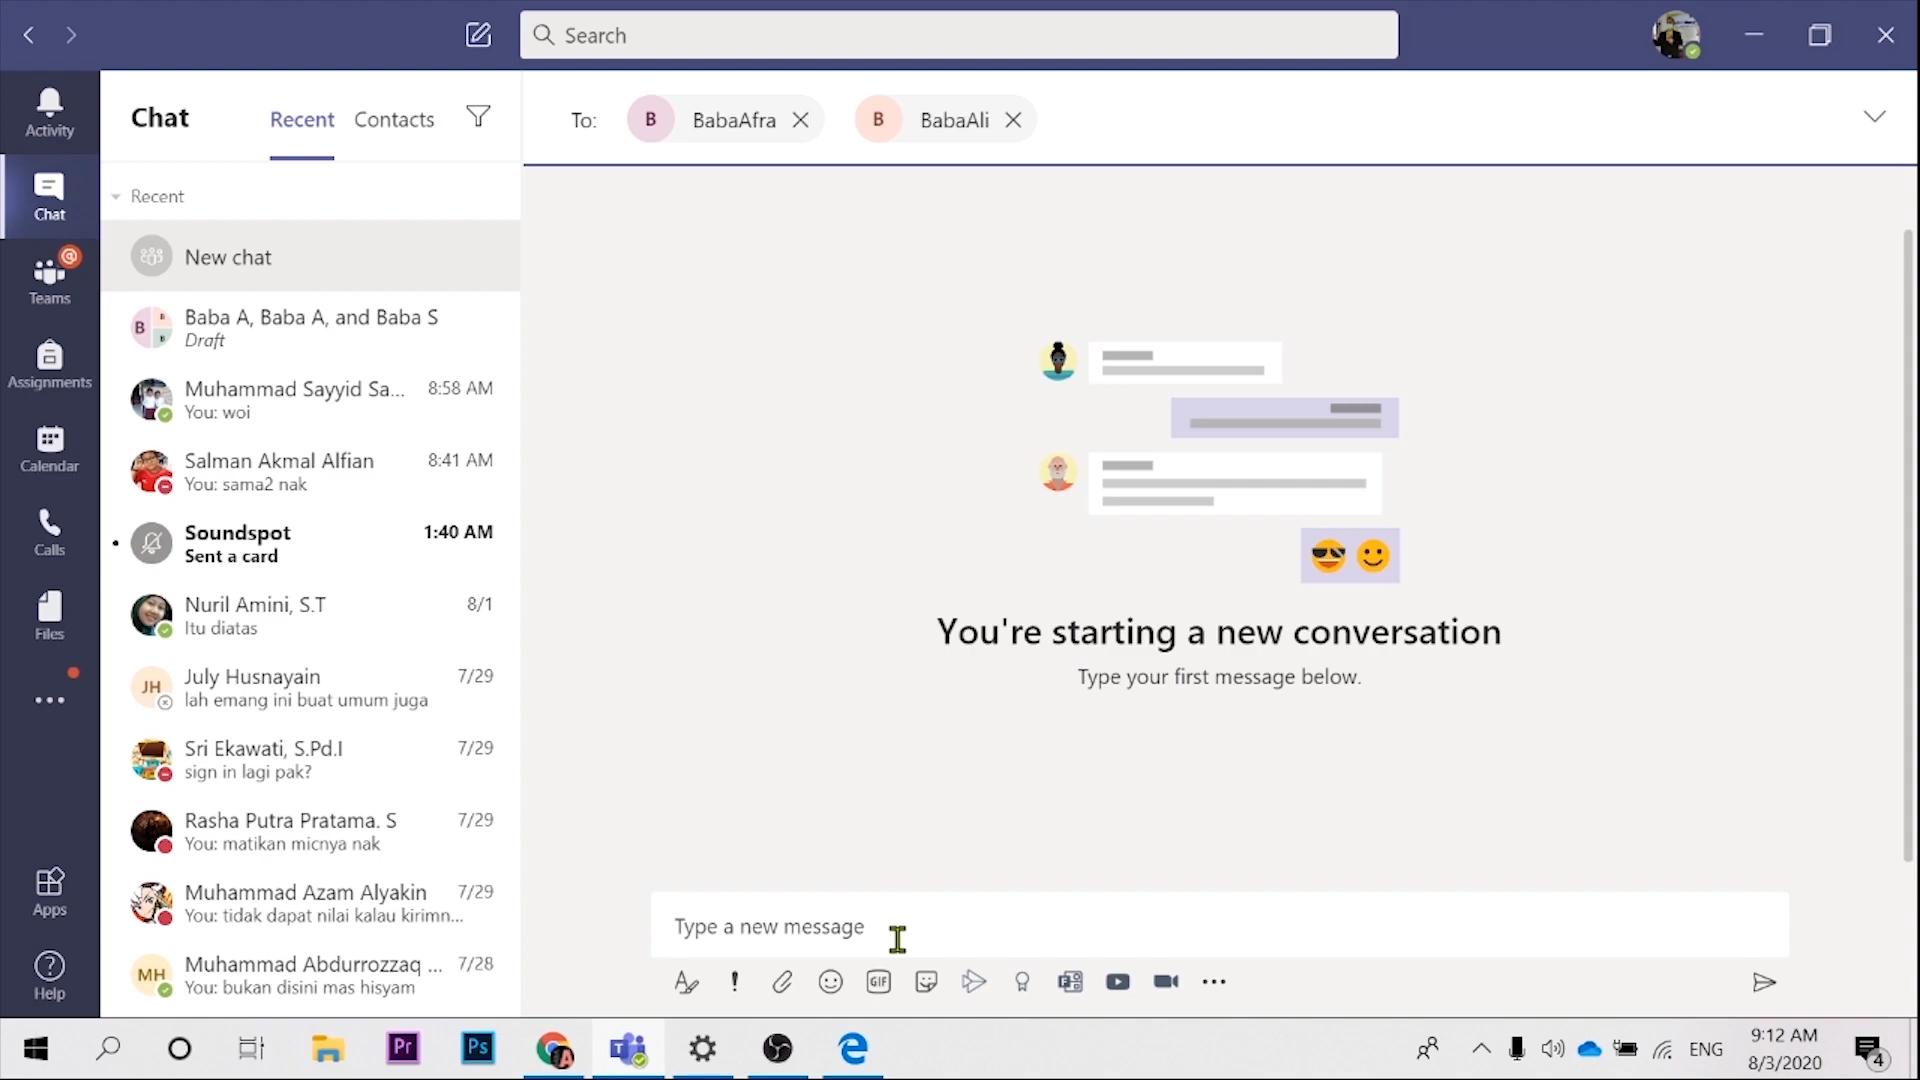 Search
Activity
Chat
Teams
Assignments
Calendar
Calls
Files
Apps
Help
Chat
Recent
Contacts
Recent
New chat
Baba A, Baba A, and Baba S
Draft
Muhammad Sayyid Sa... 8:58 AM
You: woi
Salman Akmal Alfian 8:41 AM
You: sama2 nak
Soundspot 1:40 AM
Sent a card
Nuril Amini, S.T 8/1
Itu diatas
JH
July Husnayain 7/29
lah emang ini buat umum juga
Sri Ekawati, S.Pd.I 7/29
sign in lagi pak?
Rasha Putra Pratama. S 7/29
You: matikan micnya nak
Muhammad Azam Alyakin 7/29
You: tidak dapat nilai kalau kirimn...
MH
Muhammad Abdurrozzaq ... 7/28
You: bukan disini mas hisyam
To: B BabaAfra B BabaAli
You're starting a new conversation
Type your first message below.
Type a new message
GIF
Pr Ps
ENG
9:12 AM
8/3/2020
4